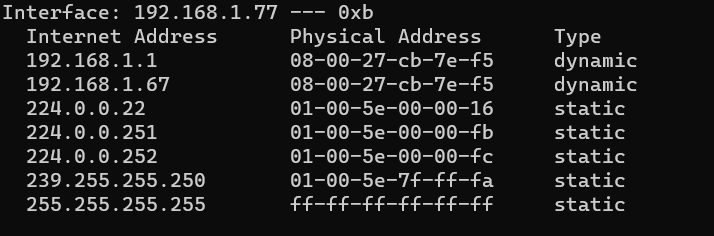 Interface: 192.168.1.77 --- 0xb
  Internet Address      Physical Address      Type
  192.168.1.1           08-00-27-cb-7e-f5     dynamic
  192.168.1.67          08-00-27-cb-7e-f5     dynamic
  224.0.0.22            01-00-5e-00-00-16     static
  224.0.0.251           01-00-5e-00-00-fb     static
  224.0.0.252           01-00-5e-00-00-fc     static
  239.255.255.250       01-00-5e-7f-ff-fa     static
  255.255.255.255       ff-ff-ff-ff-ff-ff     static